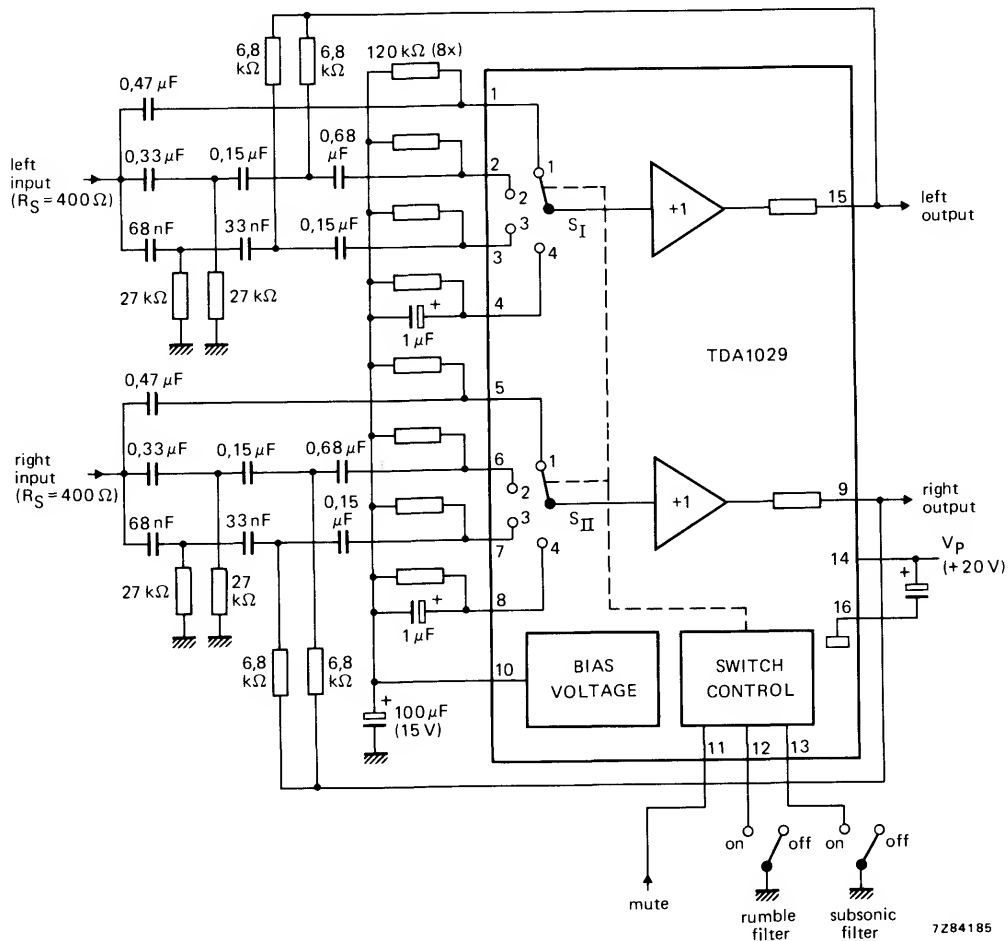 6,8 kΩ
6,8 kΩ
120 kΩ (8x)
0,47 μF
1
0,33 μF
0,15 μF
0,68 μF
2
left input (RS = 400 Ω)
68 nF
33 nF
0,15 μF
3
27 kΩ
27 kΩ
4
+
1 μF
1
2
3
4
SI
+1
15
left output
TDA1029
0,47 μF
5
0,33 μF
0,15 μF
0,68 μF
6
right input (RS = 400 Ω)
68 nF
33 nF
0,15 μF
7
27 kΩ
27 kΩ
8
+
1 μF
1
2
3
4
SII
+1
9
right output
14
VP (+20 V)
+
16
6,8 kΩ
6,8 kΩ
10
+
100 μF (15 V)
BIAS VOLTAGE
SWITCH CONTROL
11
12
13
on
off
on
off
mute
rumble filter
subsonic filter
7Z84185